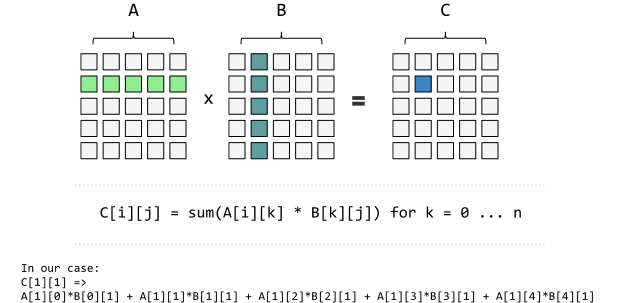 A B C
x =
C[i][j] = sum(A[i][k] * B[k][j]) for k = 0 ... n
In our case:
C[1][1] =>
A[1][0]*B[0][1] + A[1][1]*B[1][1] + A[1][2]*B[2][1] + A[1][3]*B[3][1] + A[1][4]*B[4][1]